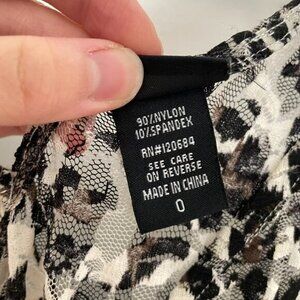 90%NYLON
10%SPANDEX
RN#120684
SEE CARE
ON REVERSE
MADE IN CHINA
0